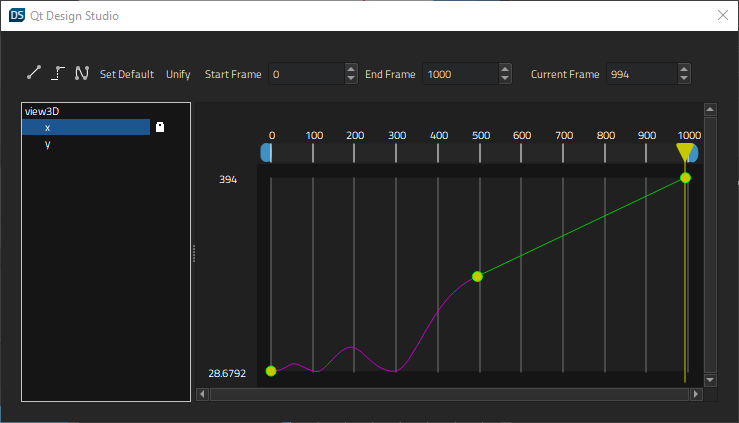 DS Qt Design Studio
Set Default Unify Start Frame 0 End Frame 1000 Current Frame 994
view3D
x
y
0 100 200 300 400 500 600 700 800 900 1000
394
28.6792